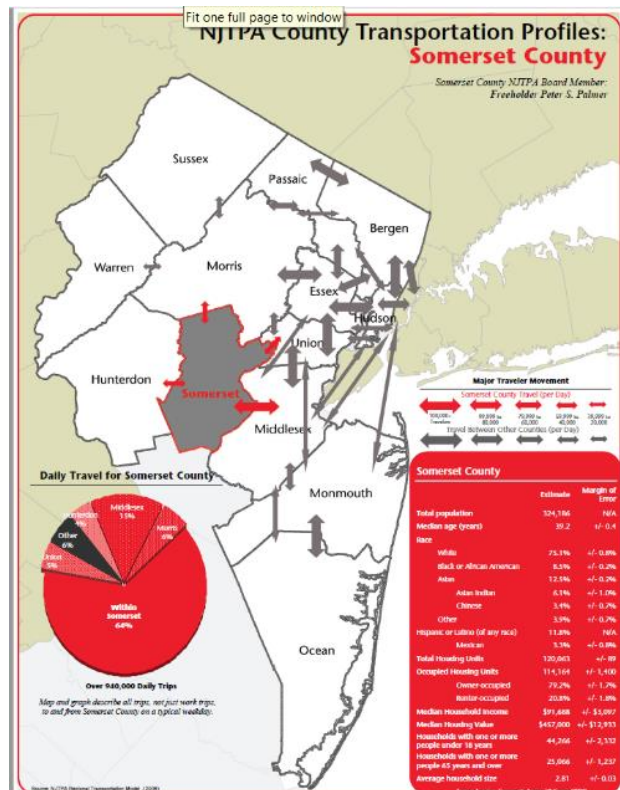 Fit one full page to window
NJTPA County Transportation Profiles:
Somerset County
Somerset County NJTPA Board Member:
Freeholder Peter S. Palmer
Sussex
Passaic
Bergen
Warren
Morris
Essex
Hudson
Union
Hunterdon
Somerset
Middlesex
Monmouth
Ocean
Major Traveler Movement
Somerset County Travel (per Day)
Travel Between Other Counties (per Day)
Daily Travel for Somerset County
Middlesex
15%
Hunterdon
4%
Morris
6%
Other
6%
Union
5%
Within
Somerset
64%
Over 940,000 Daily Trips
Map and graph describe all trips, not just work trips,
to and from Somerset County on a typical weekday.
Somerset County
Estimate Margin of Error
Total population 324,186 N/A
Median age (years) 39.2 +/- 0.4
Race
White 75.1% +/- 0.8%
Black or African American 8.5% +/- 0.2%
Asian 12.5% +/- 0.2%
Asian Indian 6.1% +/- 1.0%
Chinese 3.4% +/- 0.7%
Other 3.9% +/- 0.7%
Hispanic or Latino (of any race) 11.8% N/A
Mexican 3.3% +/- 0.8%
Total Housing Units 120,063 +/- 89
Occupied Housing Units 114,164 +/- 1,400
Owner-occupied 79.2% +/- 1.7%
Renter-occupied 20.8% +/- 1.8%
Median Household Income $91,688 +/- $3,097
Median Housing Value $457,000 +/- $12,933
Households with one or more
people under 18 years 44,266 +/- 2,332
Households with one or more
people 65 years and over 25,066 +/- 1,237
Average household size 2.81 +/- 0.03